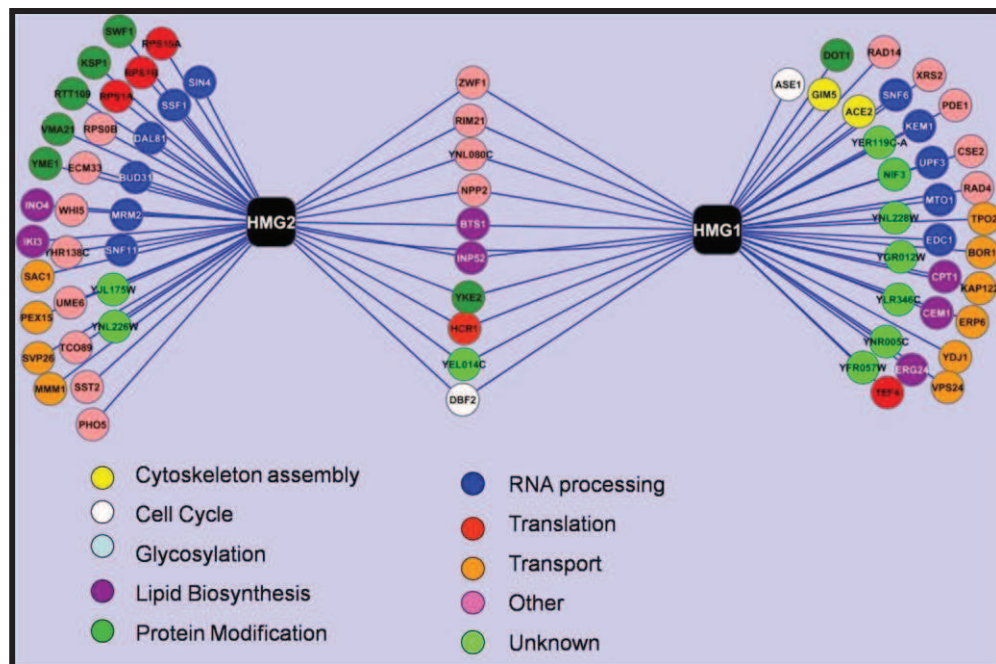 SWF1
RPS10A
KSP1
RPS1B
SIN4
RTT109
RPS1A
SSF1
VMA21
RPS0B
DAL81
YME1
ECM33
BUD31
INO4
WHI5
MRM2
HMG2
IKI3
YHR138C
SNF11
SAC1
UME6
YJL175W
PEX15
YNL226W
SVP26
TCO89
MMM1
SST2
PHO5
ZWF1
RIM21
YNL080C
NPP2
BTS1
INP52
YKE2
HCR1
YEL014C
DBF2
DOT1
RAD14
ASE1
GIM5
XRS2
ACE2
SNF6
PDE1
KEM1
YER119C-A
UPF3
CSE2
NIF3
RAD4
MTO1
HMG1
YNL228W
TPO2
EDC1
BOR1
YGR012W
CPT1
KAP122
YLR346C
CEM1
ERP6
YNR005C
YDJ1
YFR057W
ERG24
VPS24
TEF4
Cytoskeleton assembly
Cell Cycle
Glycosylation
Lipid Biosynthesis
Protein Modification
RNA processing
Translation
Transport
Other
Unknown